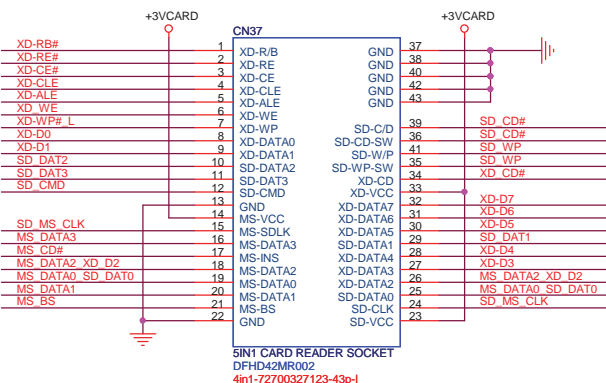 +3VCARD +3VCARD
CN37
XD-RB# 1 XD-R/B GND 37
XD-RE# 2 XD-RE GND 38
XD-CE# 3 XD-CE GND 40
XD-CLE 4 XD-CLE GND 42
XD-ALE 5 XD-ALE GND 43
XD_WE 6 XD-WE
XD-WP#_L 7 XD-WP SD-C/D 39 SD_CD#
XD-D0 8 XD-DATA0 SD-CD-SW 36 SD_CD#
XD-D1 9 XD-DATA1 SD-W/P 41 SD_WP
SD_DAT2 10 SD-DATA2 SD-WP-SW 35 SD_WP
SD_DAT3 11 SD-DAT3 XD-CD 34 XD_CD#
SD_CMD 12 SD-CMD XD-VCC 33
13 GND XD-DATA7 32 XD-D7
14 MS-VCC XD-DATA6 31 XD-D6
SD_MS_CLK 15 MS-SDLK XD-DATA5 30 XD-D5
MS_DATA3 16 MS-DATA3 SD-DATA1 29 SD_DAT1
MS_CD# 17 MS-INS XD-DATA4 28 XD-D4
MS_DATA2_XD_D2 18 MS-DATA2 XD-DATA3 27 XD-D3
MS_DATA0_SD_DAT0 19 MS-DATA0 XD-DATA2 26 MS_DATA2_XD_D2
MS_DATA1 20 MS-DATA1 SD-DATA0 25 MS_DATA0_SD_DAT0
MS_BS 21 MS-BS SD-CLK 24 SD_MS_CLK
22 GND SD-VCC 23
5IN1 CARD READER SOCKET
DFHD42MR002
4in1-72700327123-43p-l